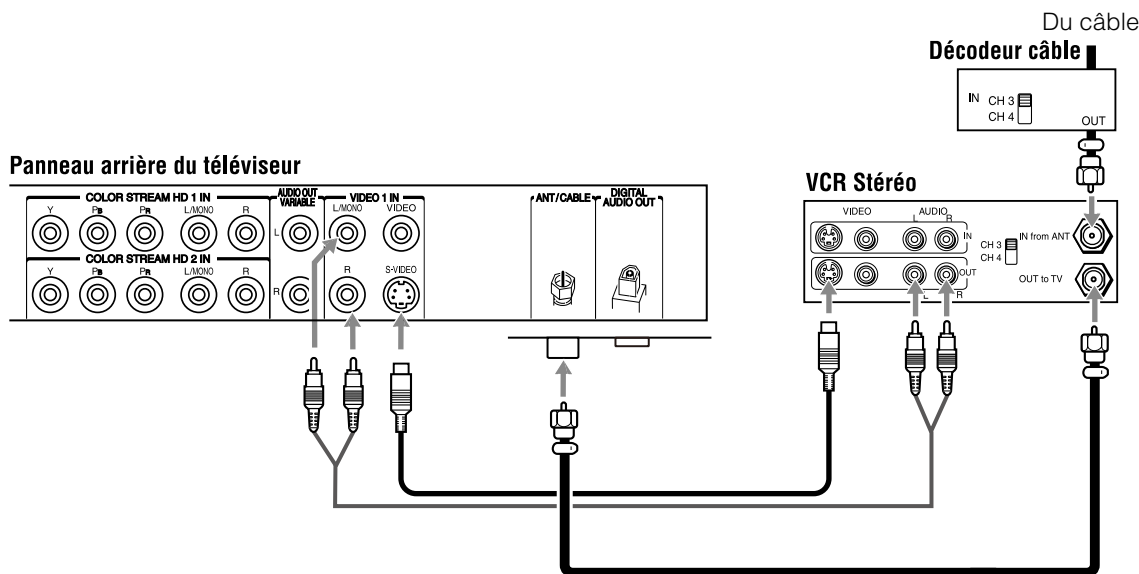 Du câble
Décodeur câble
IN CH 3
CH 4
OUT
Panneau arrière du téléviseur
COLOR STREAM HD 1 IN
Y PB PR L/MONO R
AUDIO OUT
VARIABLE
L
R
VIDEO 1 IN
L/MONO VIDEO
R S-VIDEO
COLOR STREAM HD 2 IN
Y PB PR L/MONO R
ANT/CABLE
DIGITAL
AUDIO OUT
VCR Stéréo
VIDEO
AUDIO
L R
IN
OUT
L R
CH 3
CH 4
IN from ANT
OUT to TV